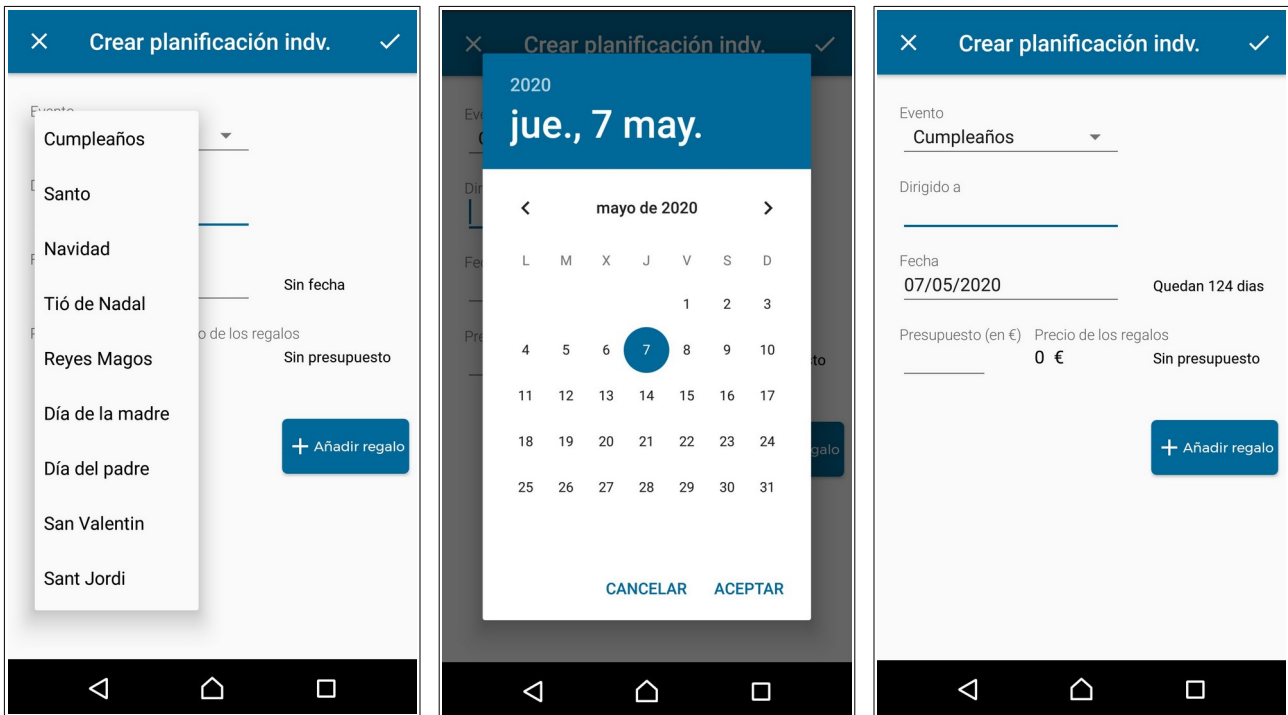 Crear planificación indv.
Cumpleaños
Santo
Navidad
Tió de Nadal
Sin fecha
o de los regalos
Reyes Magos
Sin presupuesto
Día de la madre
+ Añadir regalo
Día del padre
San Valentin
Sant Jordi
Crear planificación indv.
2020
jue., 7 may.
mayo de 2020
L M X J V S D
1 2 3
4 5 6 7 8 9 10
11 12 13 14 15 16 17
18 19 20 21 22 23 24
25 26 27 28 29 30 31
CANCELAR ACEPTAR
Crear planificación indv.
Evento
Cumpleaños
Dirigido a
Fecha
07/05/2020 Quedan 124 dias
Presupuesto (en €) Precio de los regalos
0 € Sin presupuesto
+ Añadir regalo